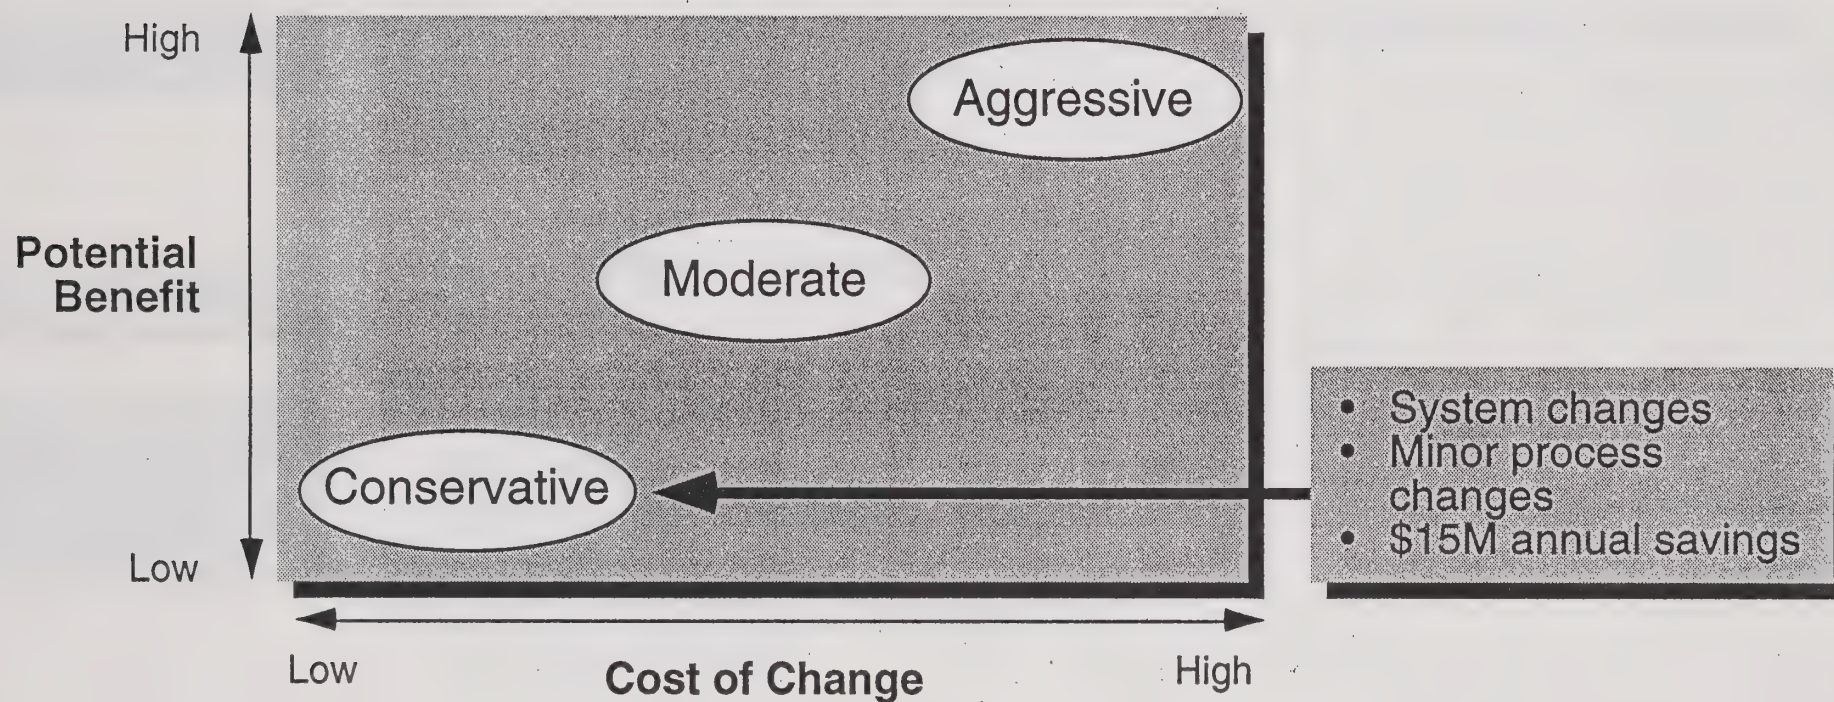 High
Aggressive
Potential
Benefit
Moderate
• System changes
• Minor process
changes
• $15M annual savings
Conservative
Low
Low
Cost of Change
High